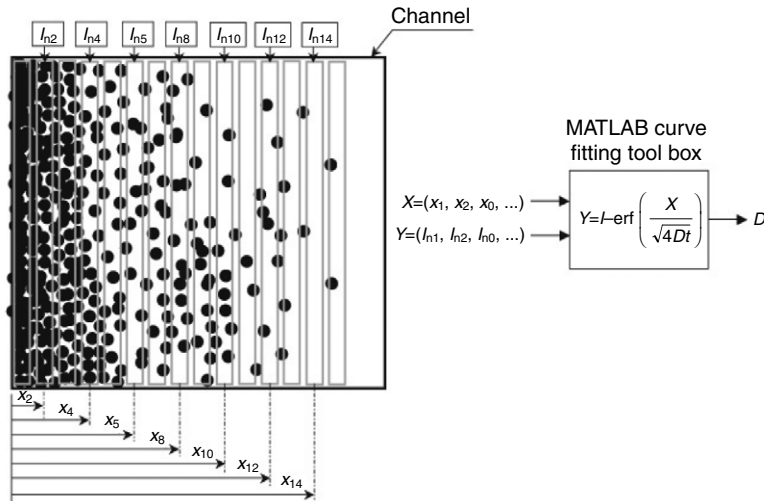 Channel
In2 In4 In5 In8 In10 In12 In14
MATLAB curve
fitting tool box
X=(x1, x2, x0, ...)
Y=(In1, In2, In0, ...)
Y=I–erf ( X / √4Dt )
D
x2
x4
x5
x8
x10
x12
x14